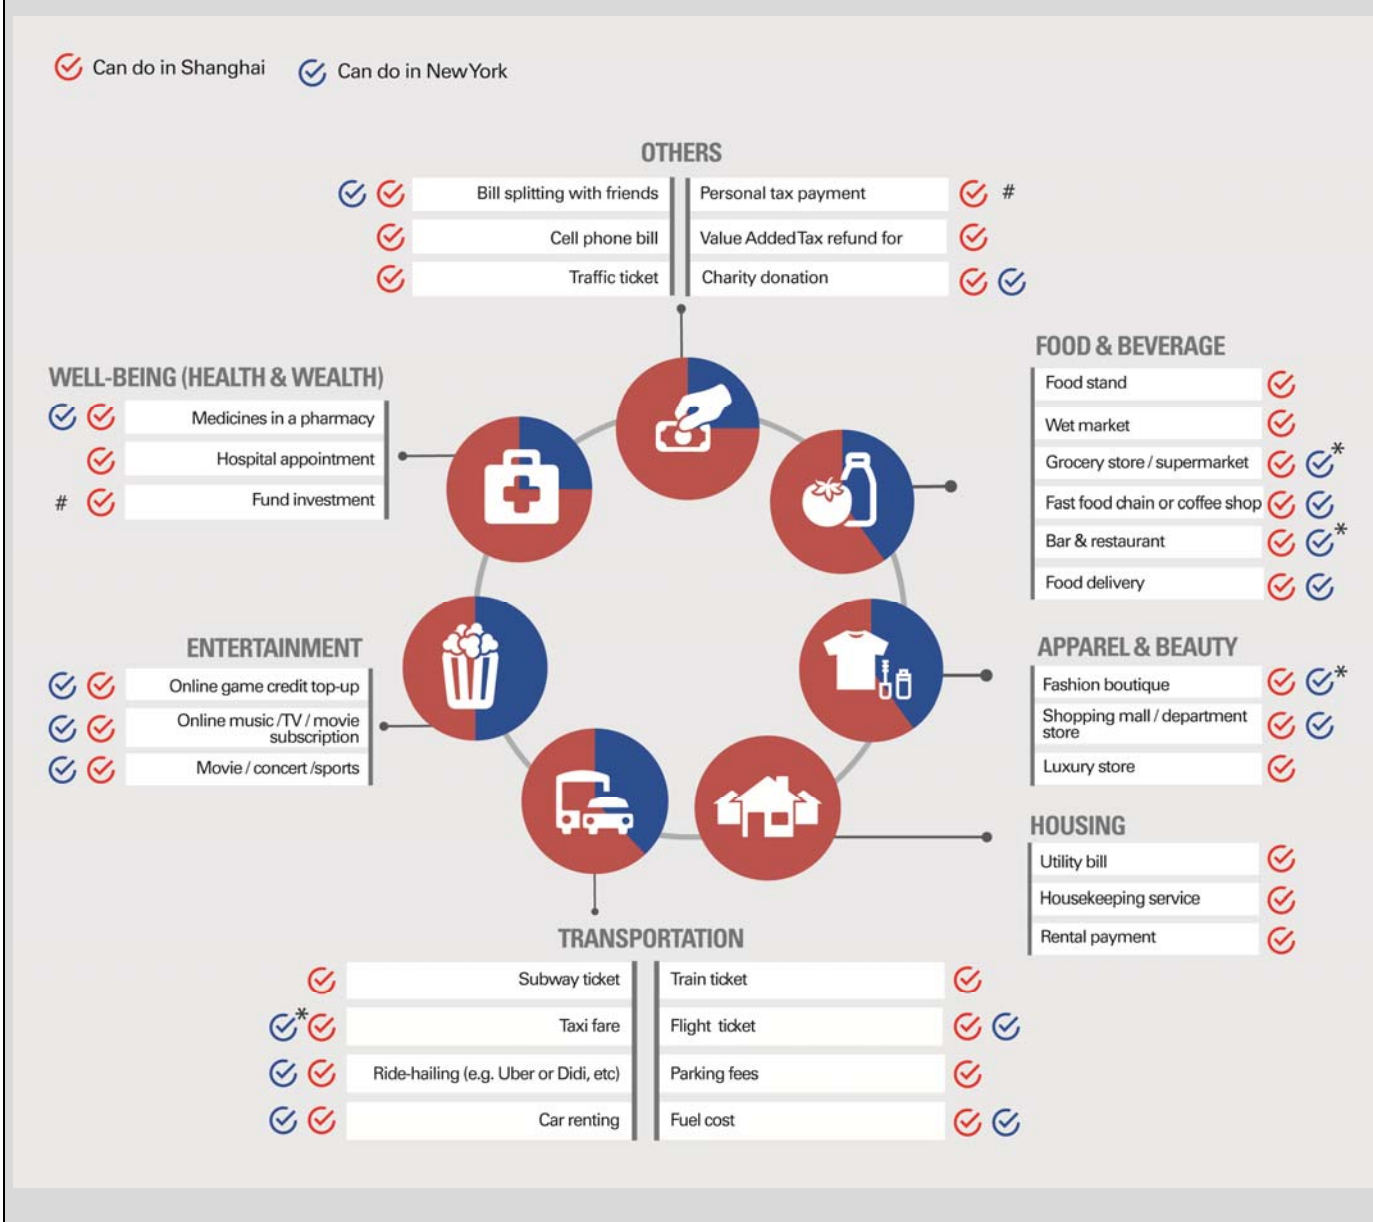 Can do in Shanghai
Can do in New York
OTHERS
Bill splitting with friends
Personal tax payment
#
Cell phone bill
Value Added Tax refund for
Traffic ticket
Charity donation
WELL-BEING (HEALTH & WEALTH)
Medicines in a pharmacy
Hospital appointment
# Fund investment
FOOD & BEVERAGE
Food stand
Wet market
Grocery store / supermarket *
Fast food chain or coffee shop
Bar & restaurant *
Food delivery
ENTERTAINMENT
Online game credit top-up
Online music /TV / movie
subscription
Movie / concert /sports
APPAREL & BEAUTY
Fashion boutique *
Shopping mall / department
store
Luxury store
HOUSING
Utility bill
Housekeeping service
Rental payment
TRANSPORTATION
Subway ticket
Train ticket
* Taxi fare
Flight ticket
Ride-hailing (e.g. Uber or Didi, etc)
Parking fees
Car renting
Fuel cost